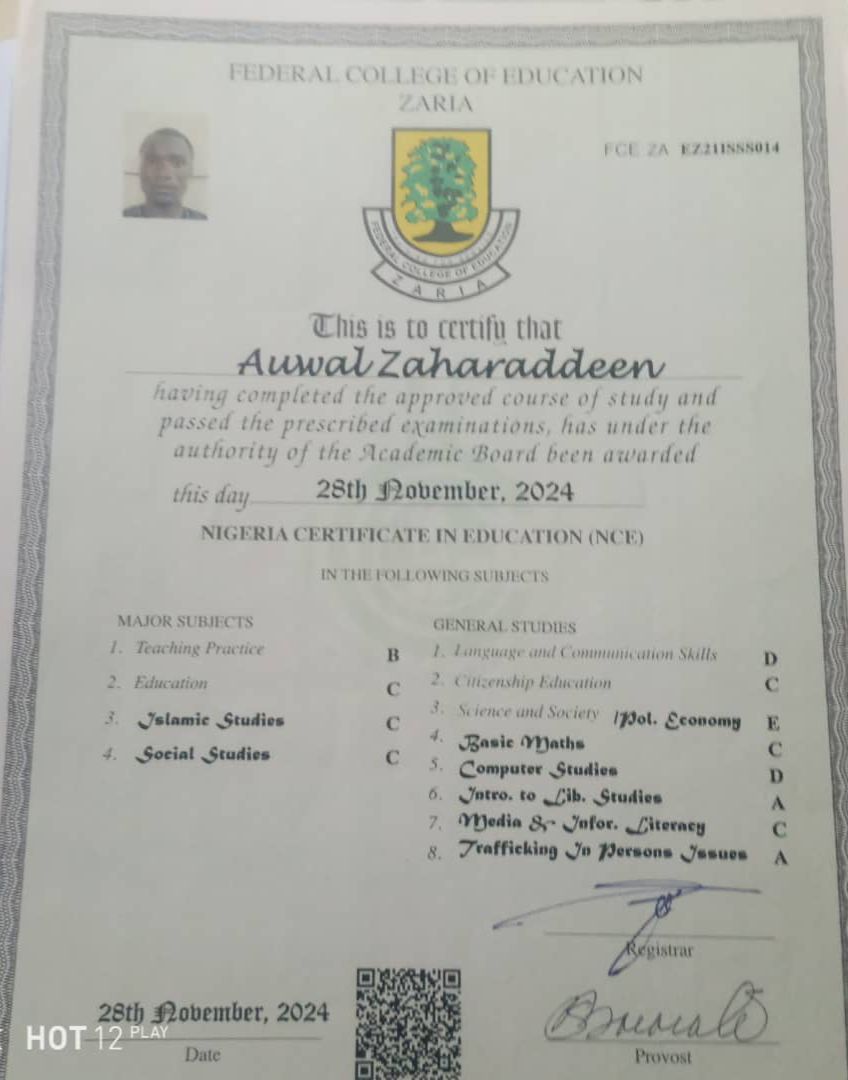 FEDERAL COLLEGE OF EDUCATION
ZARIA
FCE ZA EZ21ISSS014
FEDERAL COLLEGE OF EDUCATION
ZARIA
This is to certify that
Auwal Zaharaddeen
having completed the approved course of study and
passed the prescribed examinations, has under the
authority of the Academic Board been awarded
this day 28th November, 2024
NIGERIA CERTIFICATE IN EDUCATION (NCE)
IN THE FOLLOWING SUBJECTS
MAJOR SUBJECTS
1. Teaching Practice B
2. Education C
3. Islamic Studies C
4. Social Studies C
GENERAL STUDIES
1. Language and Communication Skills D
2. Citizenship Education C
3. Science and Society /Pol. Economy E
4. Basic Maths C
5. Computer Studies D
6. Intro. to Lib. Studies A
7. Media & Infor. Literacy C
8. Trafficking In Persons Issues A
Registrar
28th November, 2024
Date
Provost
HOT 12 PLAY